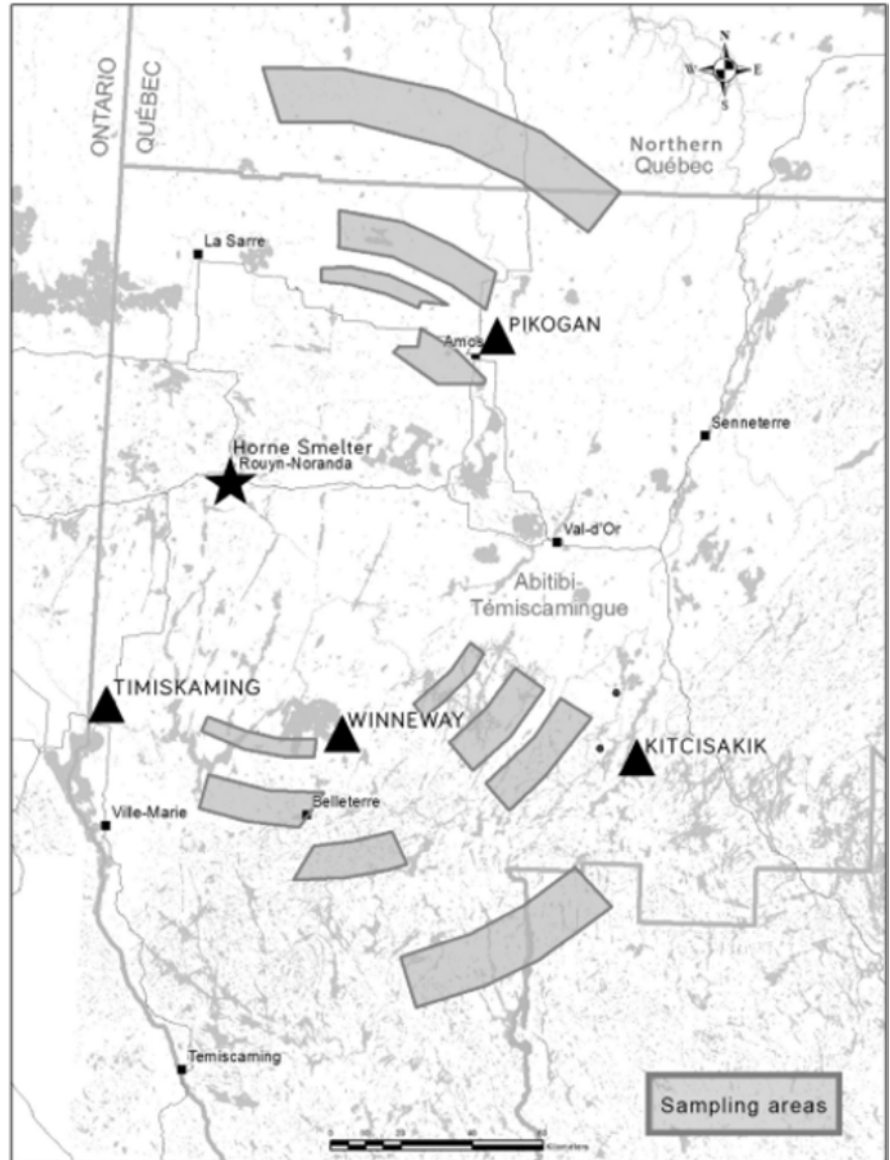 N
W E
S
ONTARIO
QUÉBEC
Northern
Québec
La Sarre
PIKOGAN
Amos
Senneterre
Horne Smelter
Rouyn-Noranda
Val-d'Or
Abitibi-
Témiscamingue
TIMISKAMING
WINNEWAY
KITCISAKIK
Belleterre
Ville-Marie
Temiscaming
Sampling areas
Kilometers